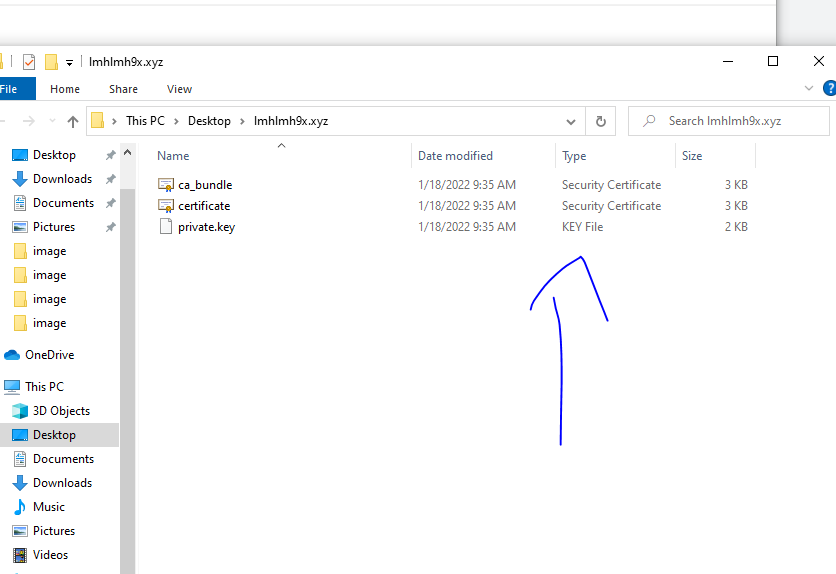 lmhlmh9x.xyz
File Home Share View
This PC Desktop lmhlmh9x.xyz Search lmhlmh9x.xyz
Name Date modified Type Size
ca_bundle 1/18/2022 9:35 AM Security Certificate 3 KB
certificate 1/18/2022 9:35 AM Security Certificate 3 KB
private.key 1/18/2022 9:35 AM KEY File 2 KB
Desktop
Downloads
Documents
Pictures
image
image
image
image
OneDrive
This PC
3D Objects
Desktop
Documents
Downloads
Music
Pictures
Videos